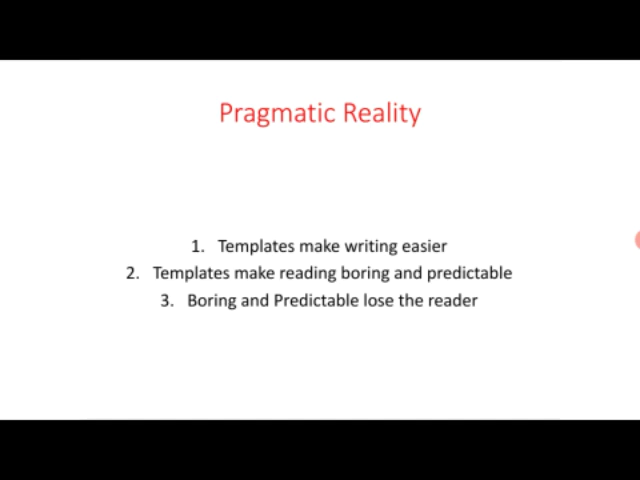 Pragmatic Reality
1. Templates make writing easier
2. Templates make reading boring and predictable
3. Boring and Predictable lose the reader